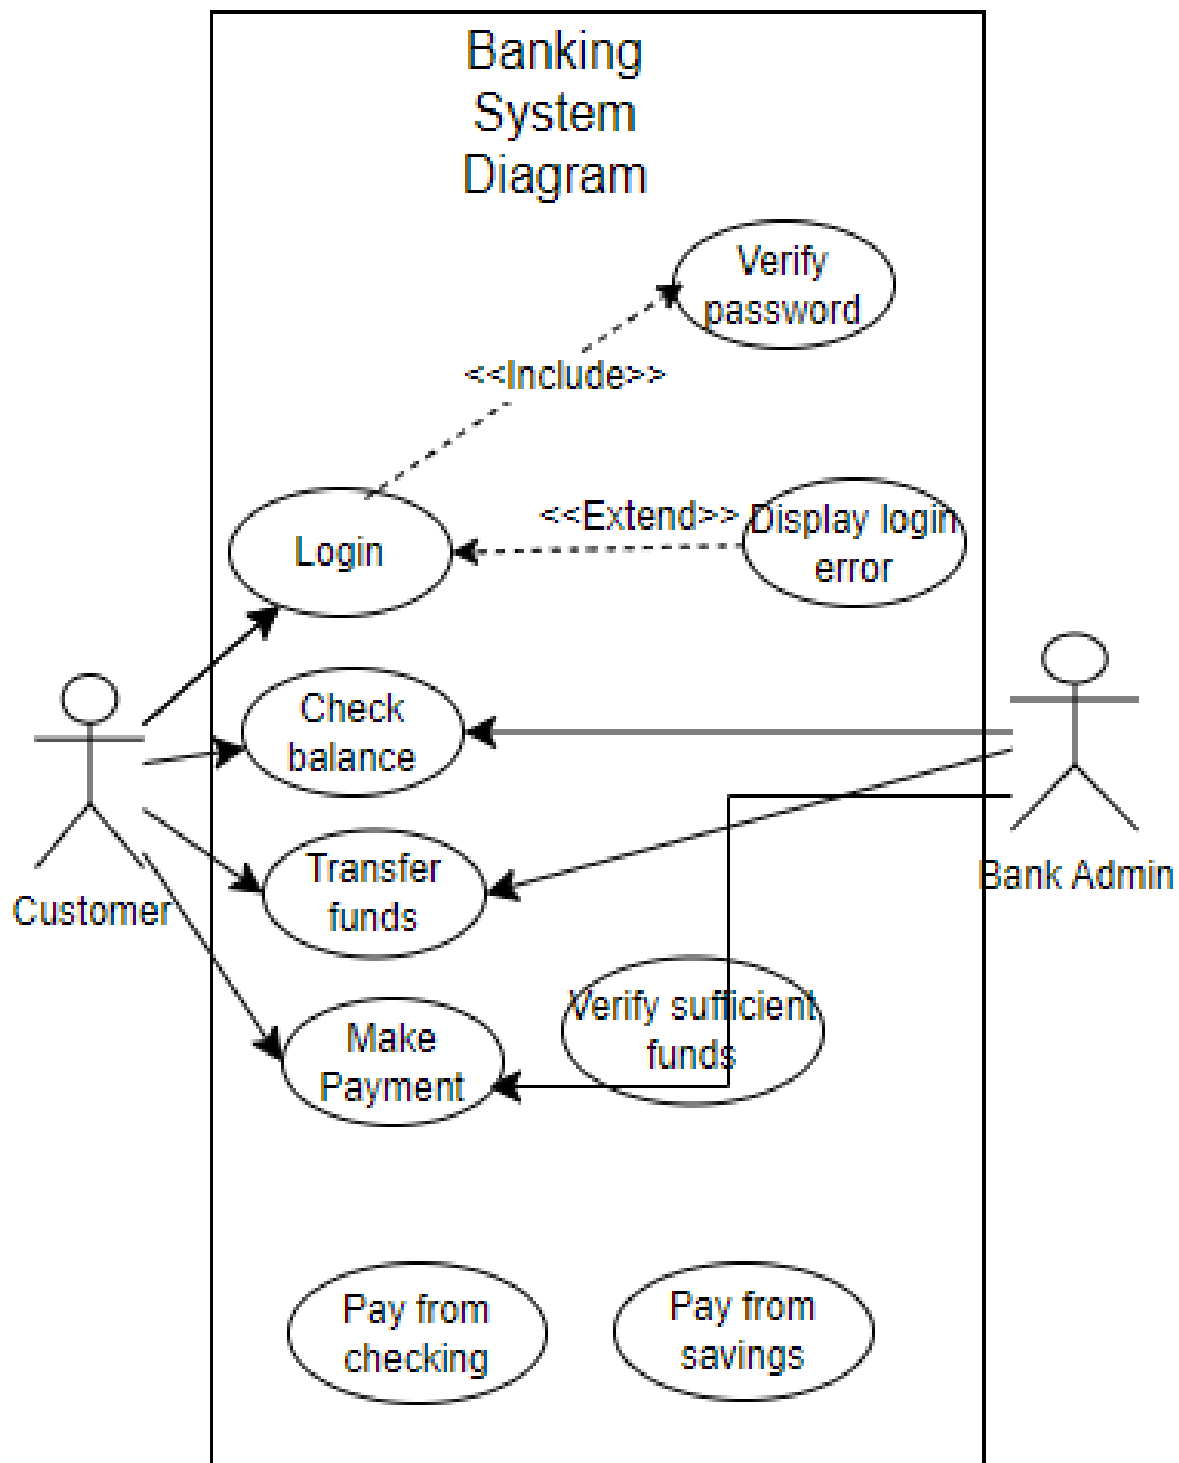 Banking
System
Diagram
Verify
password
<<Include>>
<<Extend>>
Display login
error
Login
Check
balance
Transfer
funds
Customer
Bank Admin
Verify sufficient
funds
Make
Payment
Pay from
checking
Pay from
savings